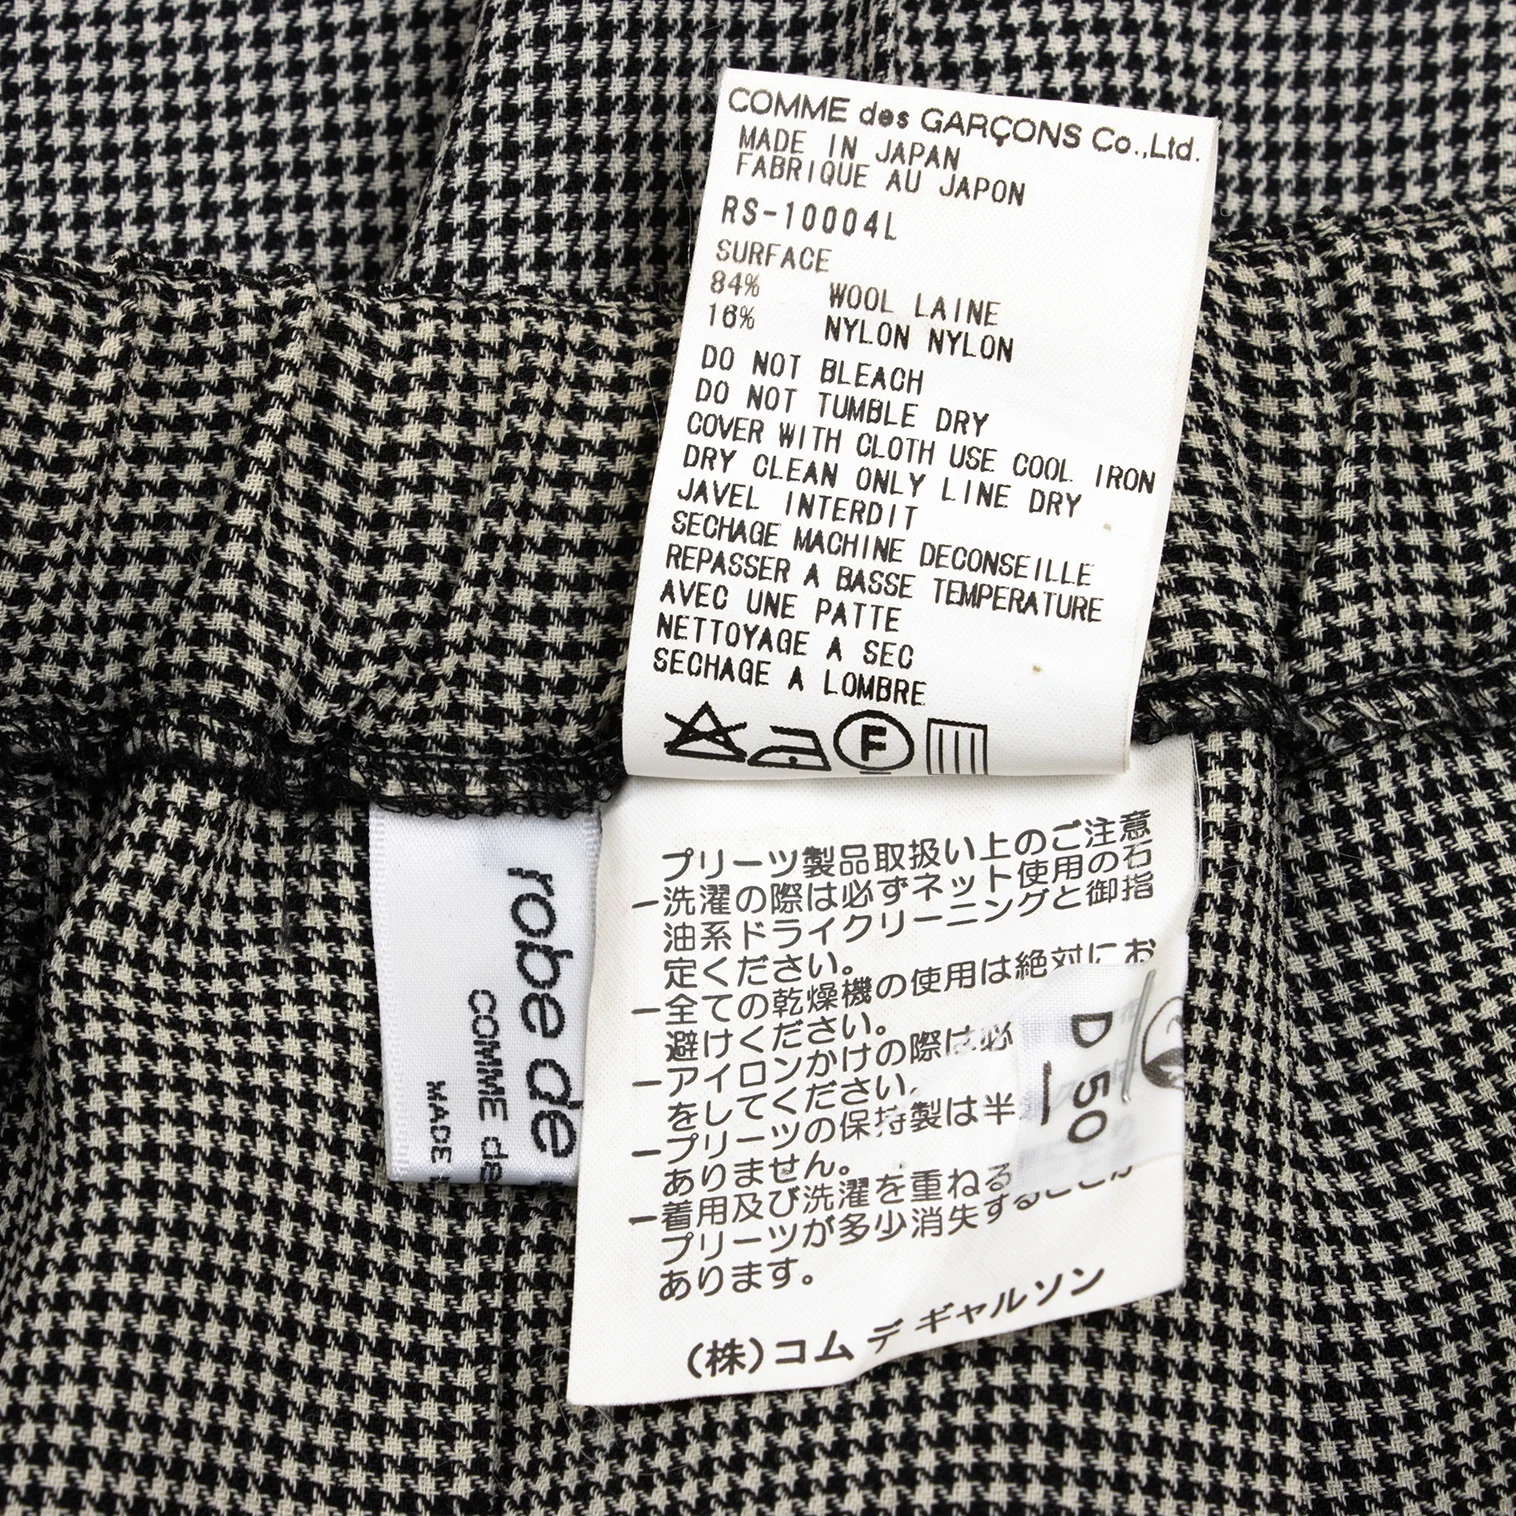 COMME des GARÇONS Co.,Ltd.
MADE IN JAPAN
FABRIQUE AU JAPON
RS-10004L
SURFACE
84% WOOL LAINE
16% NYLON NYLON
DO NOT BLEACH
DO NOT TUMBLE DRY
COVER WITH CLOTH USE COOL IRON
DRY CLEAN ONLY LINE DRY
JAVEL INTERDIT
SECHAGE MACHINE DECONSEILLE
REPASSER A BASSE TEMPERATURE
AVEC UNE PATTE
NETTOYAGE A SEC
SECHAGE A LOMBRE
F
プリーツ製品取扱い上のご注意
ー洗濯の際は必ずネット使用の石
油系ドライクリーニングと御指
定ください。
ー全ての乾燥機の使用は絶対にお
避けください。
ーアイロンかけの際は必
をしてください。
ープリーツの保持製は半
ありません。
ー着用及び洗濯を重ねる
プリーツが多少消失することが
あります。
(株)コム デ ギャルソン
robe de
COMME de
MADE
D 50